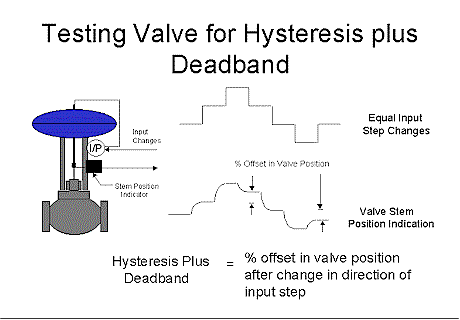 Testing Valve for Hysteresis plus
Deadband
Input
Changes
I/P
Stem Position
Indicator
Equal Input
Step Changes
% Offset in Valve Position
Valve Stem
Position Indication
Hysteresis Plus
Deadband
=
% offset in valve position
after change in direction of
input step